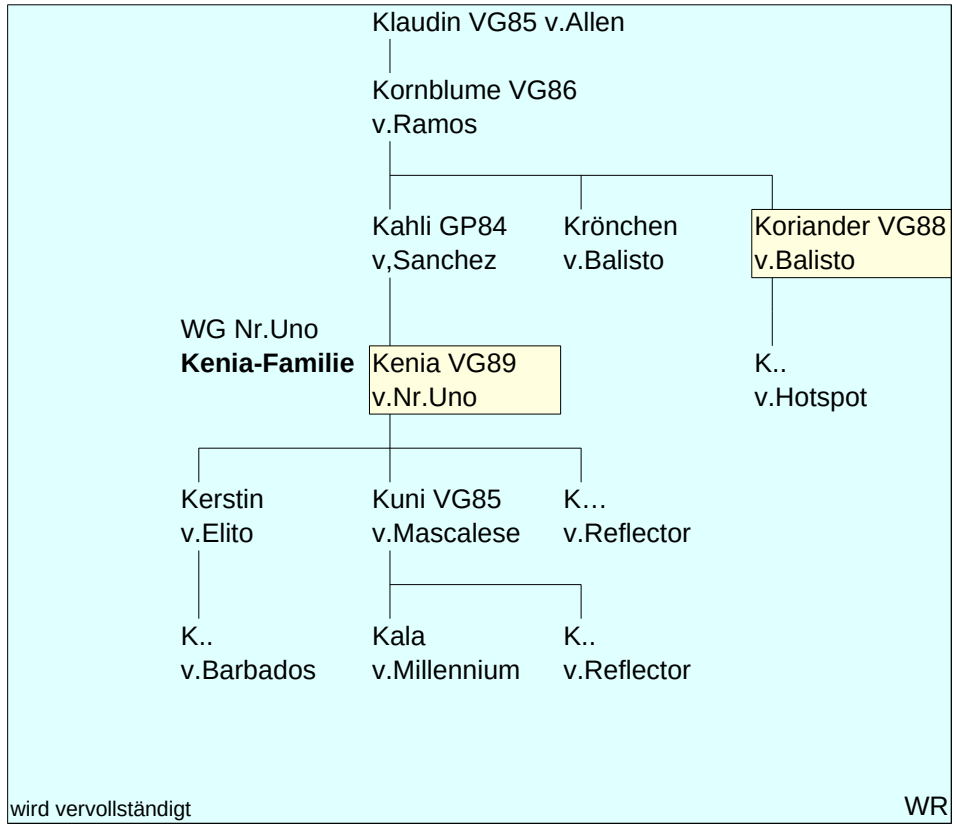 Klaudin VG85 v.Allen
Kornblume VG86
v.Ramos
Kahli GP84
v,Sanchez
Krönchen
v.Balisto
Koriander VG88
v.Balisto
WG Nr.Uno
Kenia-Familie
Kenia VG89
v.Nr.Uno
K..
v.Hotspot
Kerstin
v.Elito
Kuni VG85
v.Mascalese
K…
v.Reflector
K..
v.Barbados
Kala
v.Millennium
K..
v.Reflector
wird vervollständigt
WR